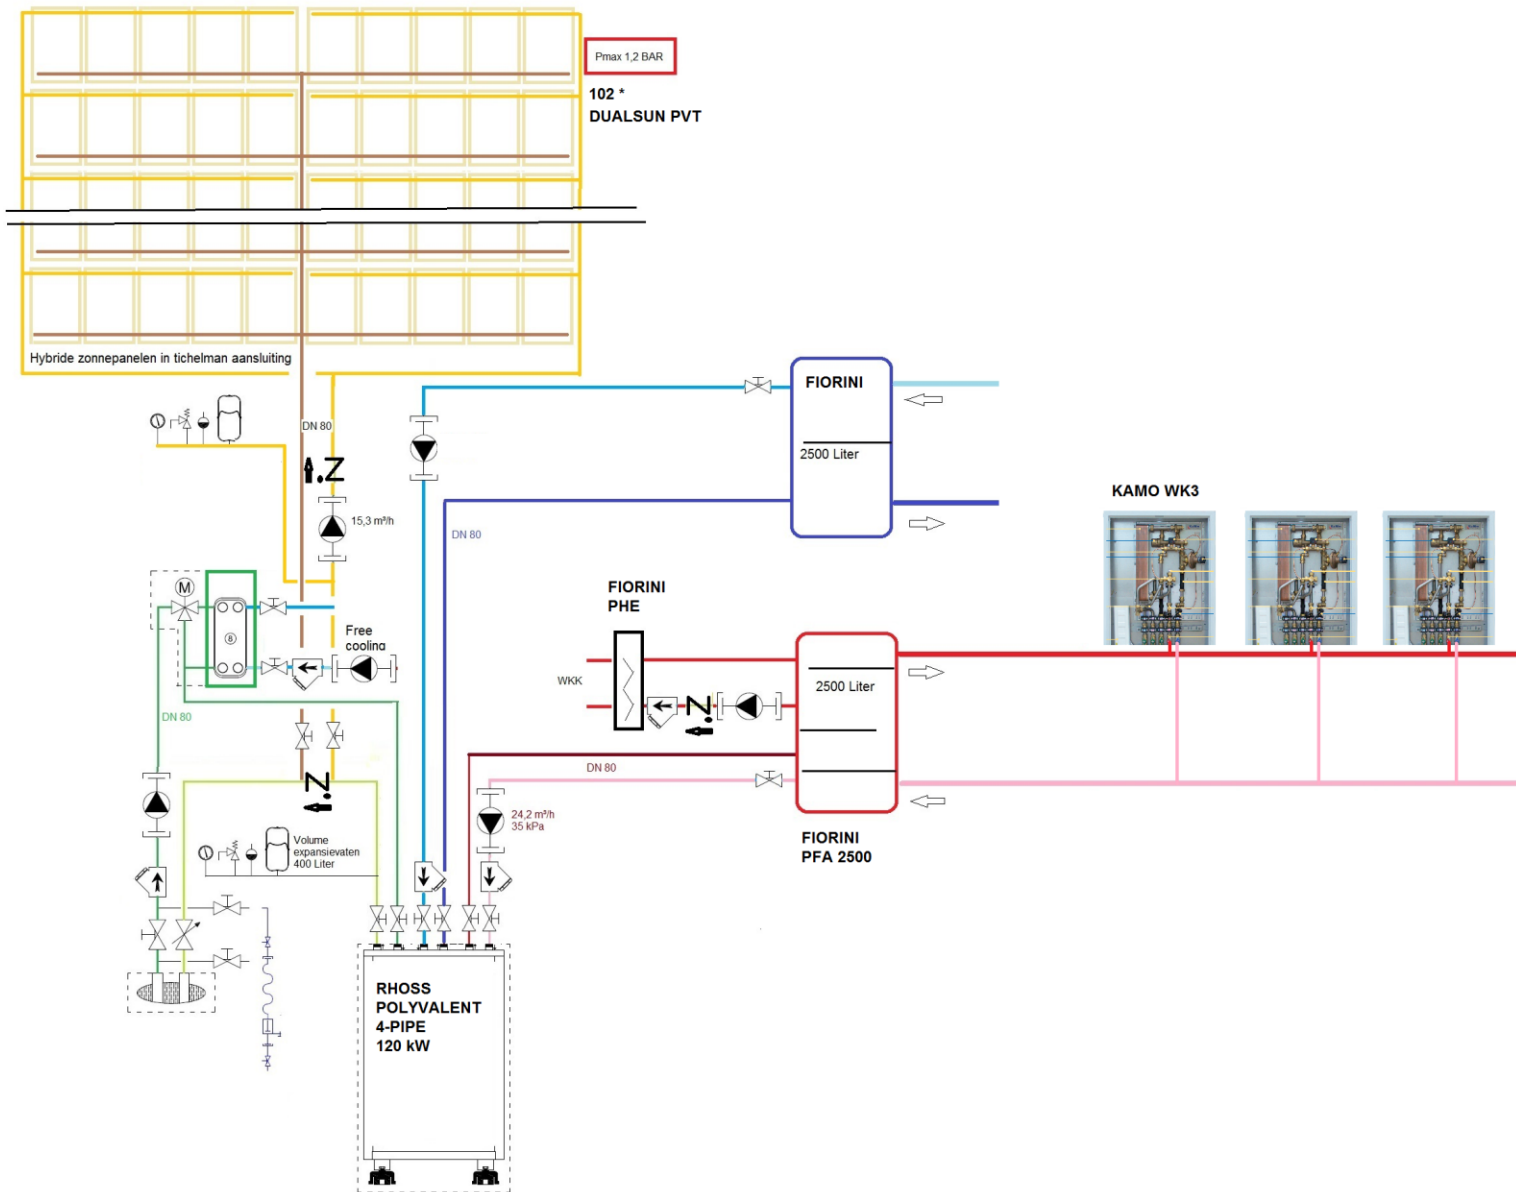 Pmax 1,2 BAR
102 *
DUALSUN PVT
Hybride zonnepanelen in tichelman aansluiting
DN 80
15,3 m³/h
DN 80
FIORINI
2500 Liter
KAMO WK3
M
8
Free
cooling
DN 80
FIORINI
PHE
WKK
2500 Liter
DN 80
24,2 m³/h
35 kPa
FIORINI
PFA 2500
Volume
expansievaten
400 Liter
RHOSS
POLYVALENT
4-PIPE
120 kW